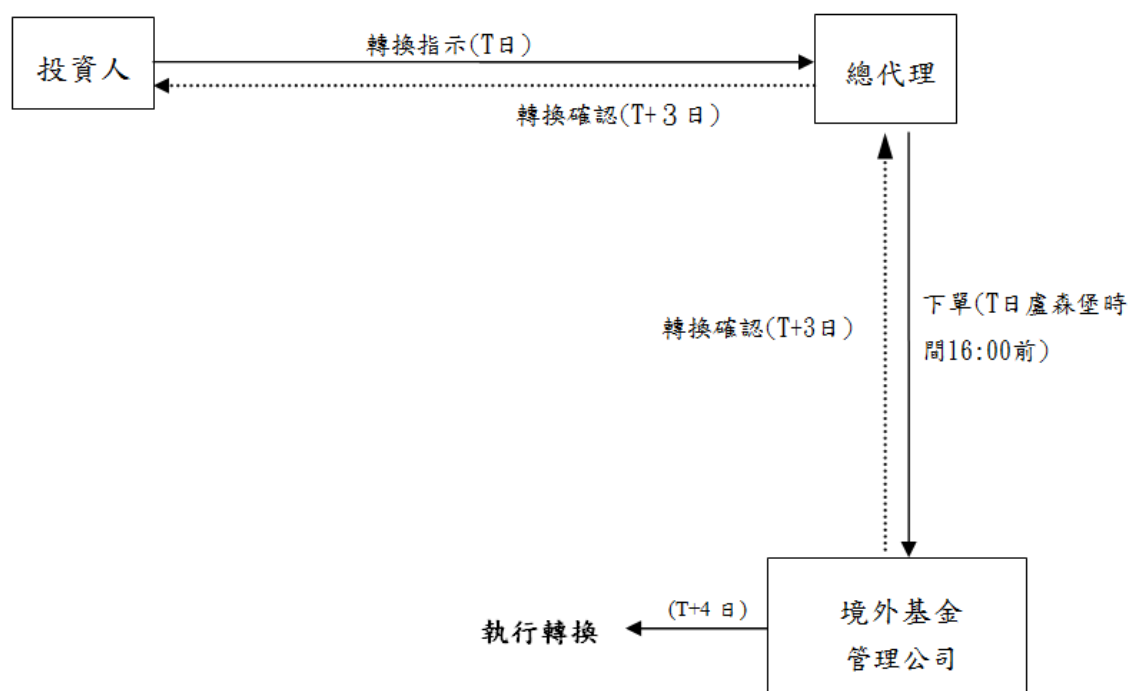 投資人
轉換指示(T日)
總代理
轉換確認(T+３日)
轉換確認(T+3日)
下單(T日盧森堡時
間16:00前)
執行轉換
(T+4 日)
境外基金
管理公司